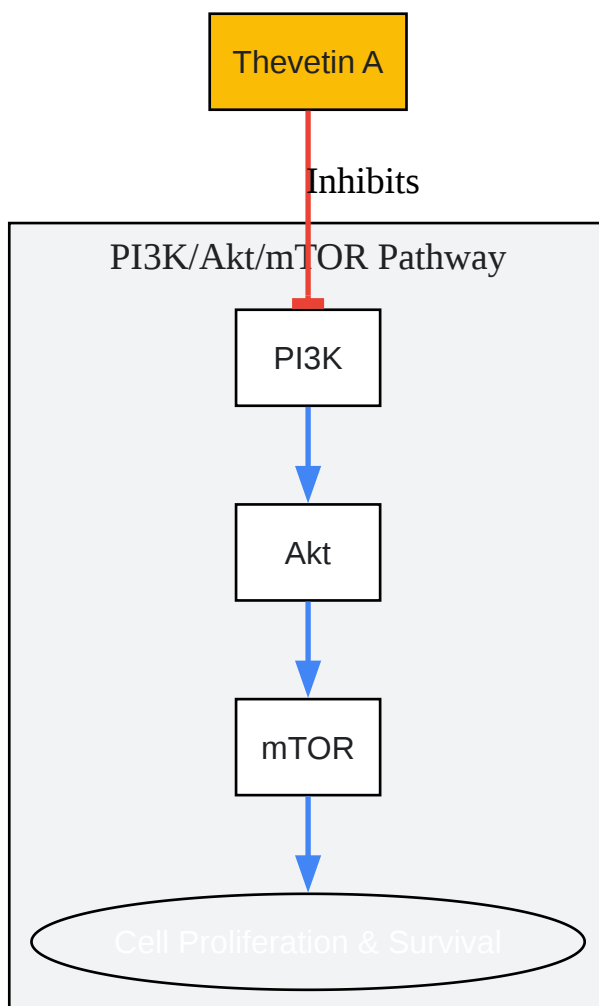 Thevetin A
Inhibits
PI3K/Akt/mTOR Pathway
PI3K
Akt
mTOR
Cell Proliferation & Survival